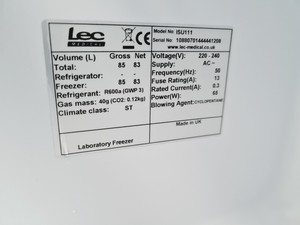 Lec
MEDICAL
CE
Model No: ISU111
Serial No: 10680701444441208
www.lec-medical.co.uk
Volume (L) Gross Net
Total: 85 83
Refrigerator: - -
Freezer: 85 83
Refrigerant: R600a (GWP 3)
Gas mass: 40g (CO2: 0.12kg)
Climate class: ST
Voltage(V): 220 - 240
Supply: AC ~
Frequency(Hz): 50
Fuse Rating(A): 13
Rated Current(A): 0.3
Power(W): 65
Blowing Agent: CYCLOPENTANE
Made in UK
Laboratory Freezer